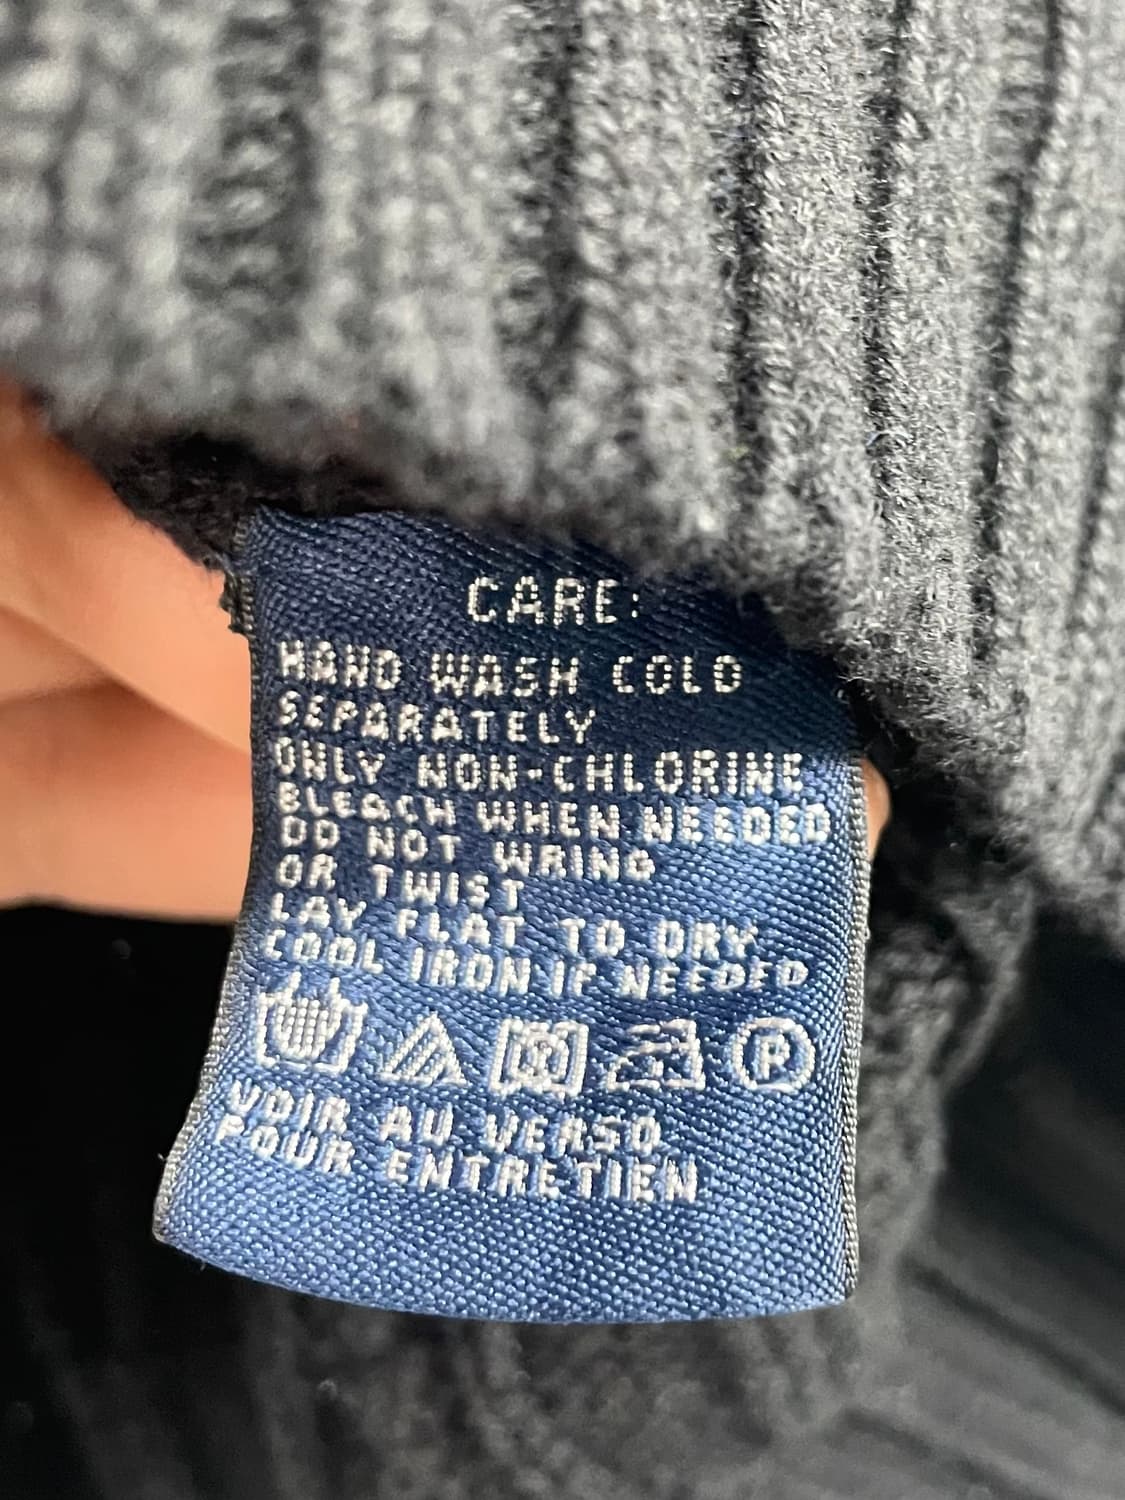 CARE:
HAND WASH COLD
SEPARATELY
ONLY NON-CHLORINE
BLEACH WHEN NEEDED
DO NOT WRING
OR TWIST
LAY FLAT TO DRY
COOL IRON IF NEEDED
P
VOIR AU VERSO
POUR ENTRETIEN